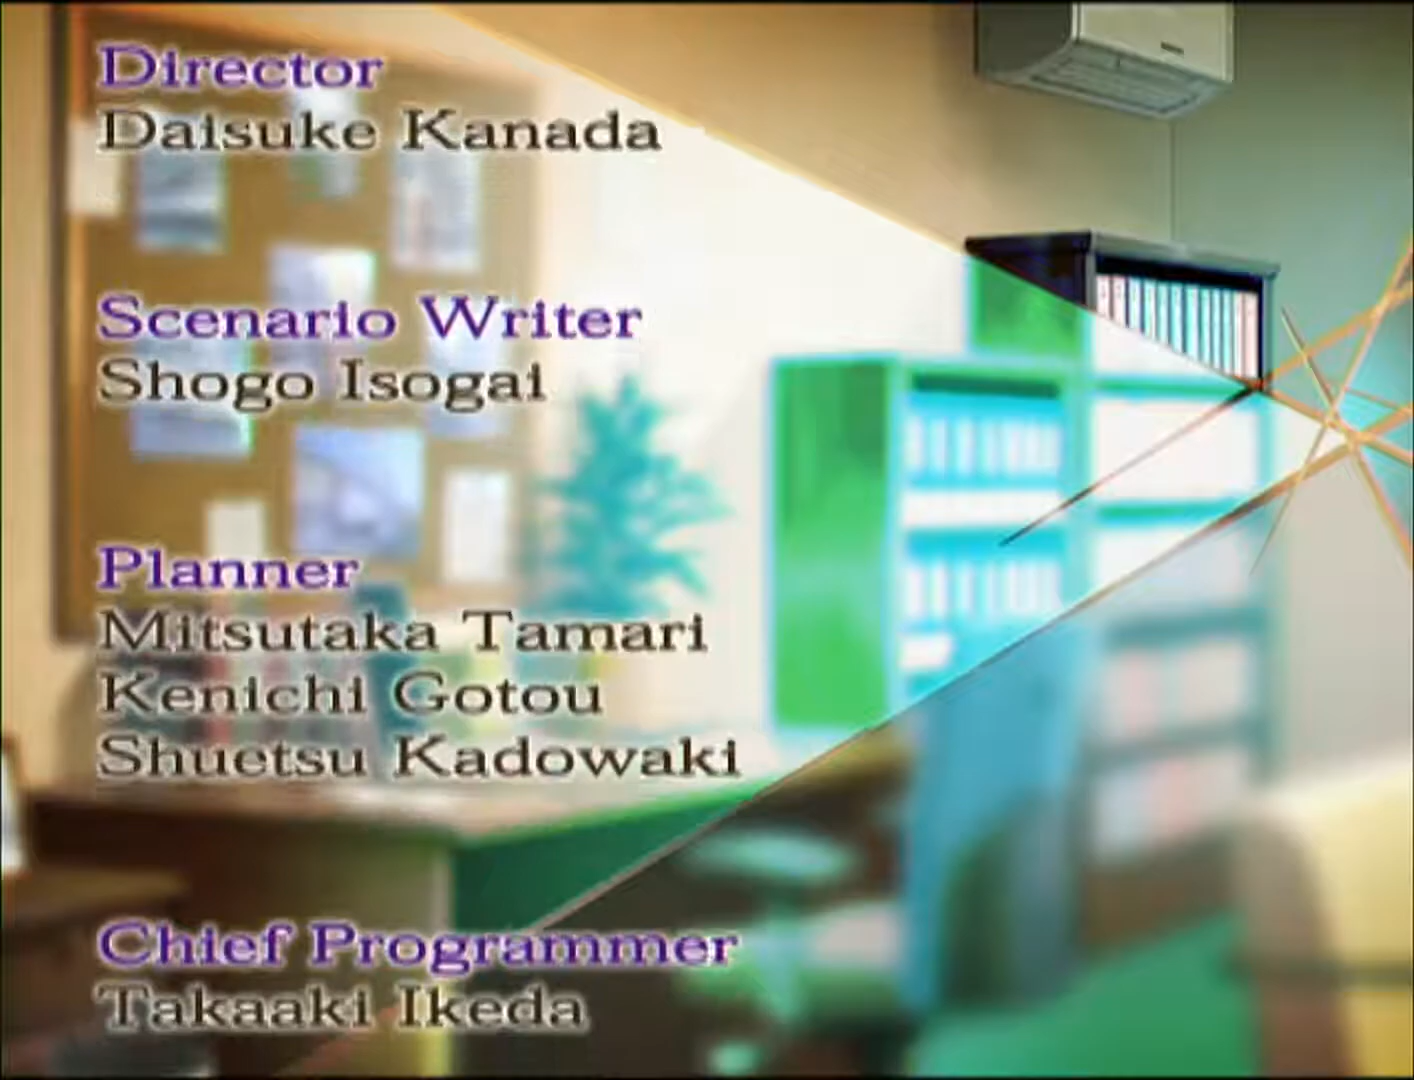 Director
Daisuke Kanada
Scenario Writer
Shogo Isogai
Planner
Mitsutaka Tamari
Kenichi Gotou
Shuetsu Kadowaki
Chief Programmer
Takaaki Ikeda